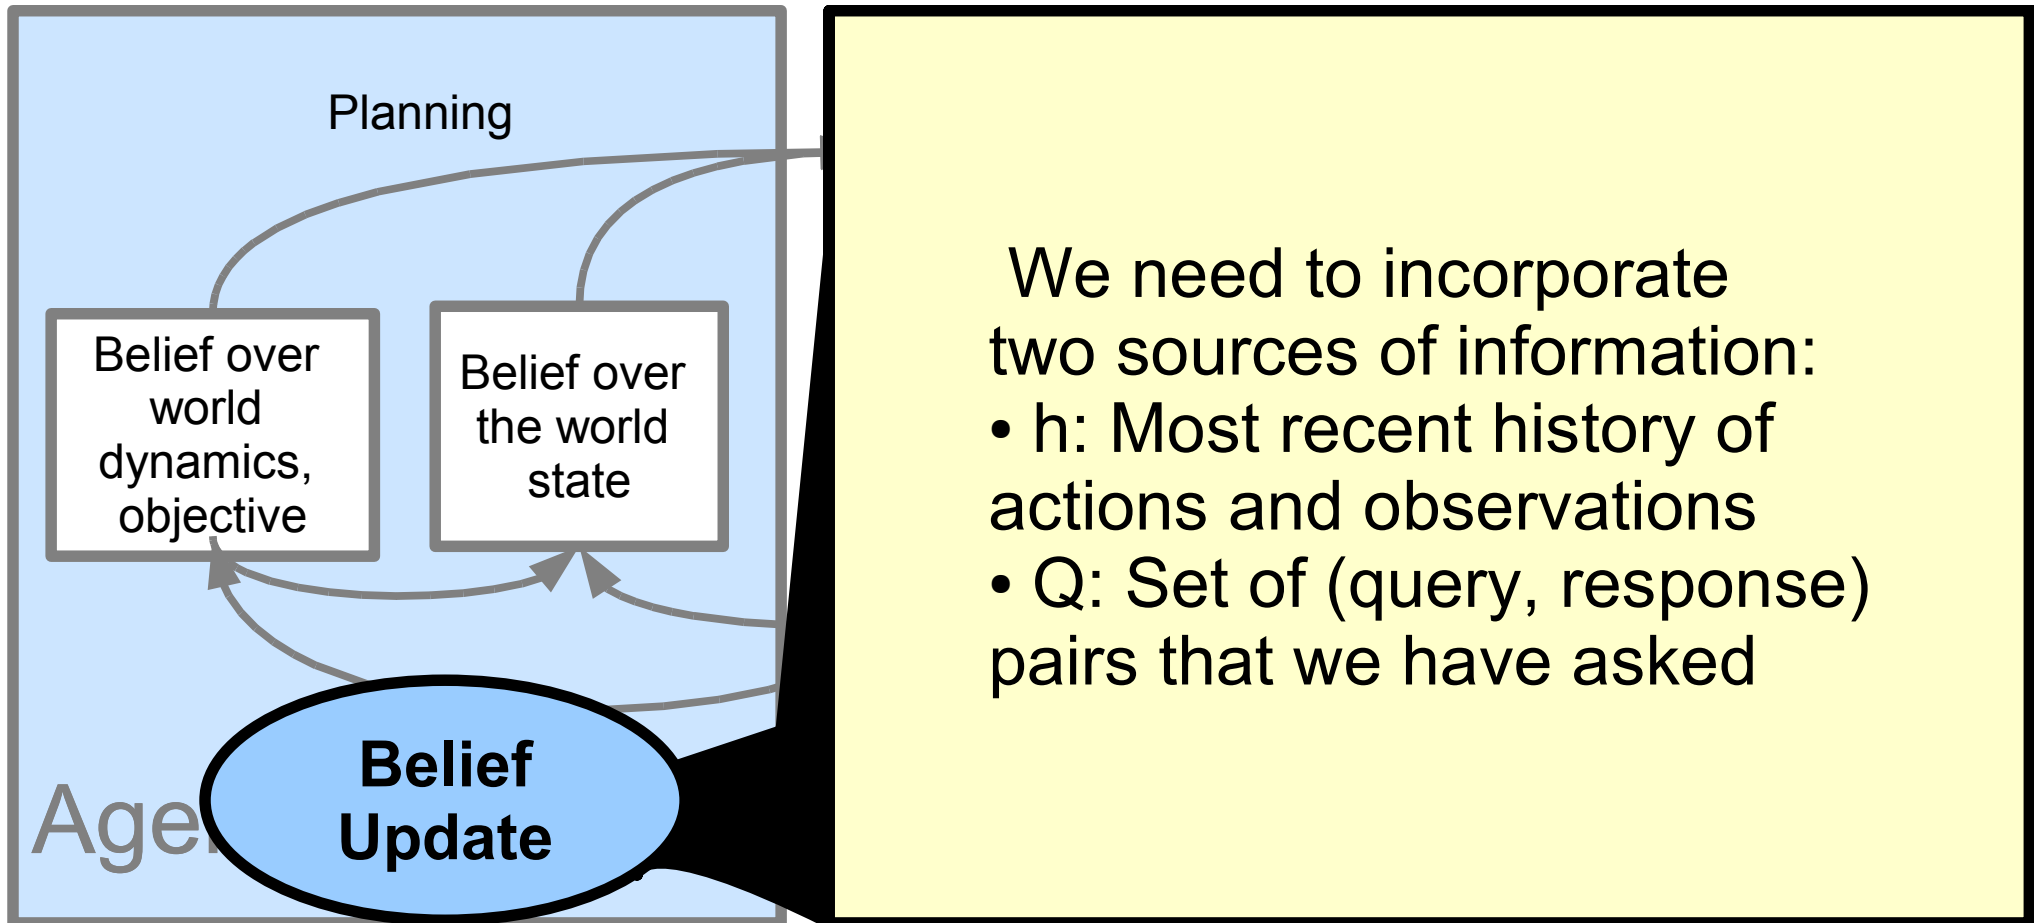 Planning
Belief over
world
dynamics,
objective
Belief over
the world
state
Age
Belief
Update
We need to incorporate
two sources of information:
• h: Most recent history of
actions and observations
• Q: Set of (query, response)
pairs that we have asked